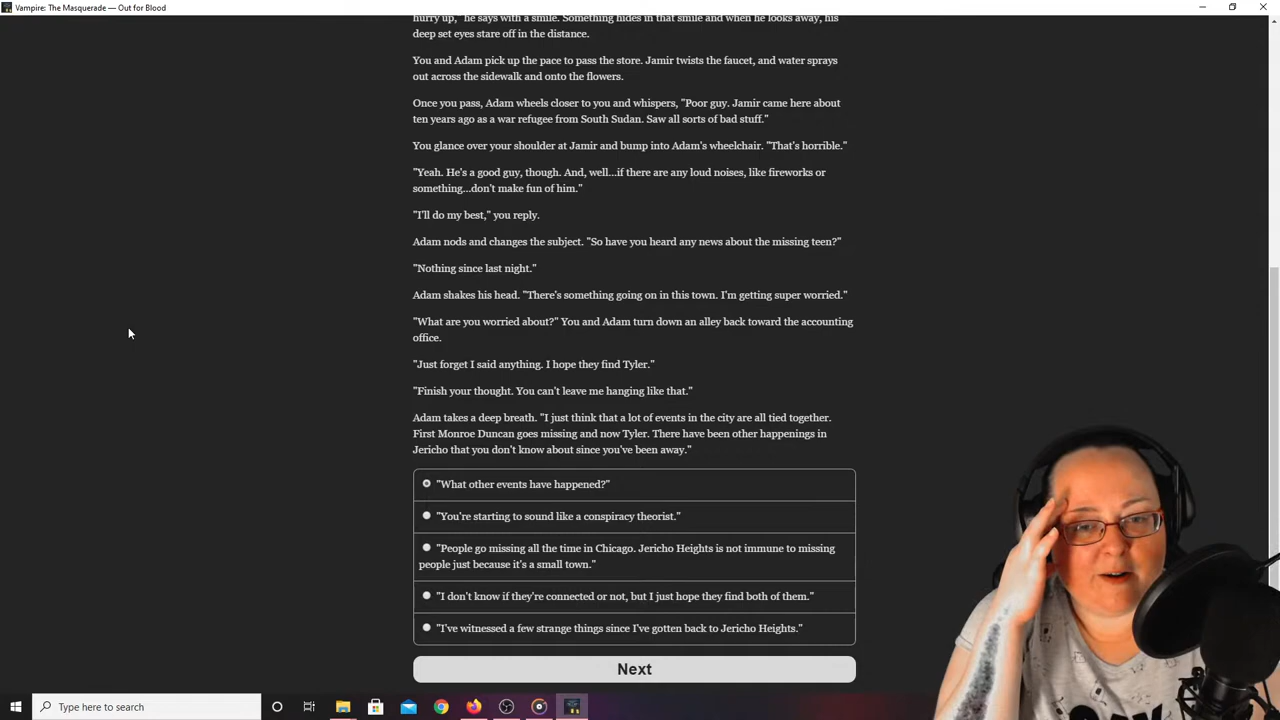 Vampire: The Masquerade — Out for Blood
hurry up," he says with a smile. Something hides in that smile and when he looks away, his
deep set eyes stare off in the distance.
You and Adam pick up the pace to pass the store. Jamir twists the faucet, and water sprays
out across the sidewalk and onto the flowers.
Once you pass, Adam wheels closer to you and whispers, "Poor guy. Jamir came here about
ten years ago as a war refugee from South Sudan. Saw all sorts of bad stuff."
You glance over your shoulder at Jamir and bump into Adam's wheelchair. "That's horrible."
"Yeah. He's a good guy, though. And, well...if there are any loud noises, like fireworks or
something...don't make fun of him."
"I'll do my best," you reply.
Adam nods and changes the subject. "So have you heard any news about the missing teen?"
"Nothing since last night."
Adam shakes his head. "There's something going on in this town. I'm getting super worried."
"What are you worried about?" You and Adam turn down an alley back toward the accounting
office.
"Just forget I said anything. I hope they find Tyler."
"Finish your thought. You can't leave me hanging like that."
Adam takes a deep breath. "I just think that a lot of events in the city are all tied together.
First Monroe Duncan goes missing and now Tyler. There have been other happenings in
Jericho that you don't know about since you've been away."
"What other events have happened?"
"You're starting to sound like a conspiracy theorist."
"People go missing all the time in Chicago. Jericho Heights is not immune to missing
people just because it's a small town."
"I don't know if they're connected or not, but I just hope they find both of them."
"I've witnessed a few strange things since I've gotten back to Jericho Heights."
Next
Type here to search